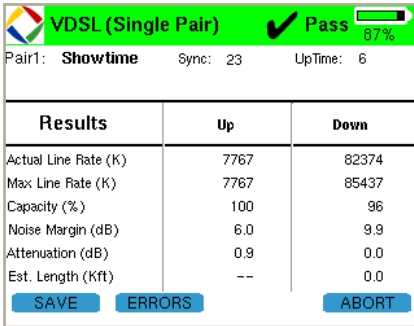 VDSL (Single Pair) Pass 87%
Pair1: Showtime Sync: 23 UpTime: 6
Results Up Down
Actual Line Rate (K) 7767 82374
Max Line Rate (K) 7767 85437
Capacity (%) 100 96
Noise Margin (dB) 6.0 9.9
Attenuation (dB) 0.9 0.0
Est. Length (Kft) -- 0.0
SAVE ERRORS ABORT